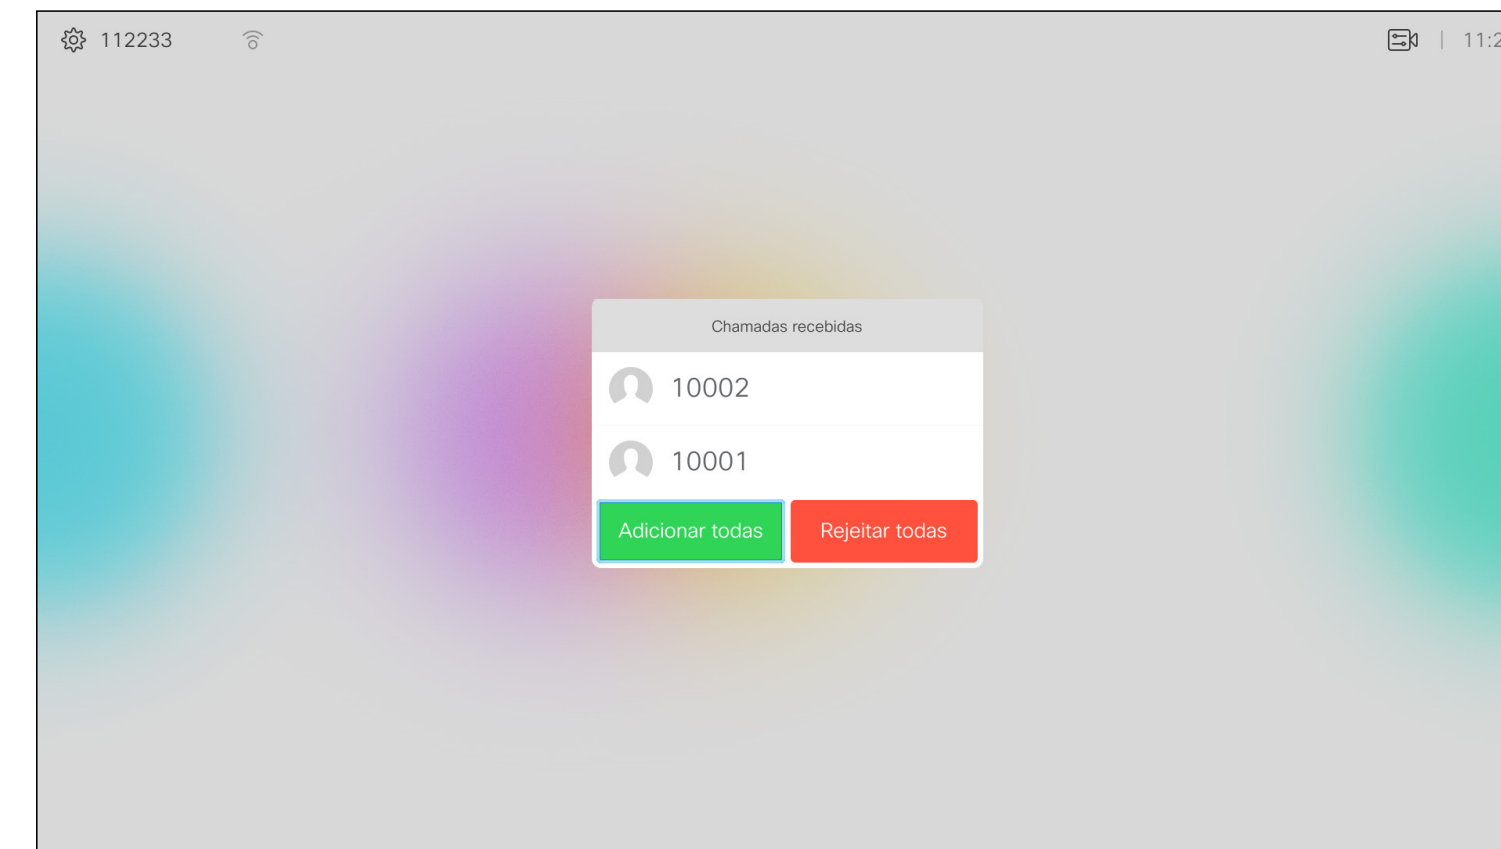 112233
Chamadas recebidas
10002
10001
Adicionar todas
Rejeitar todas